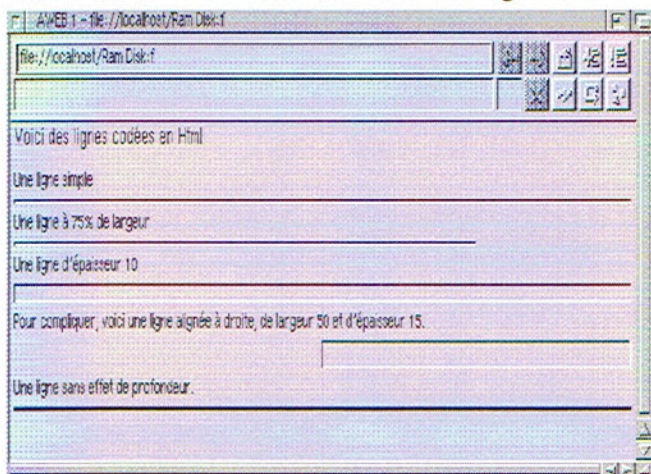 AWEB 1 - file://localhost/Ram Disk:f
file://localhost/Ram Disk:f
Voici des lignes codées en Html
Une ligne simple
Une ligne à 75% de largeur
Une ligne d'épaisseur 10
Pour compliquer, voici une ligne alignée à droite, de largeur 50 et d'épaisseur 15.
Une ligne sans effet de profondeur.